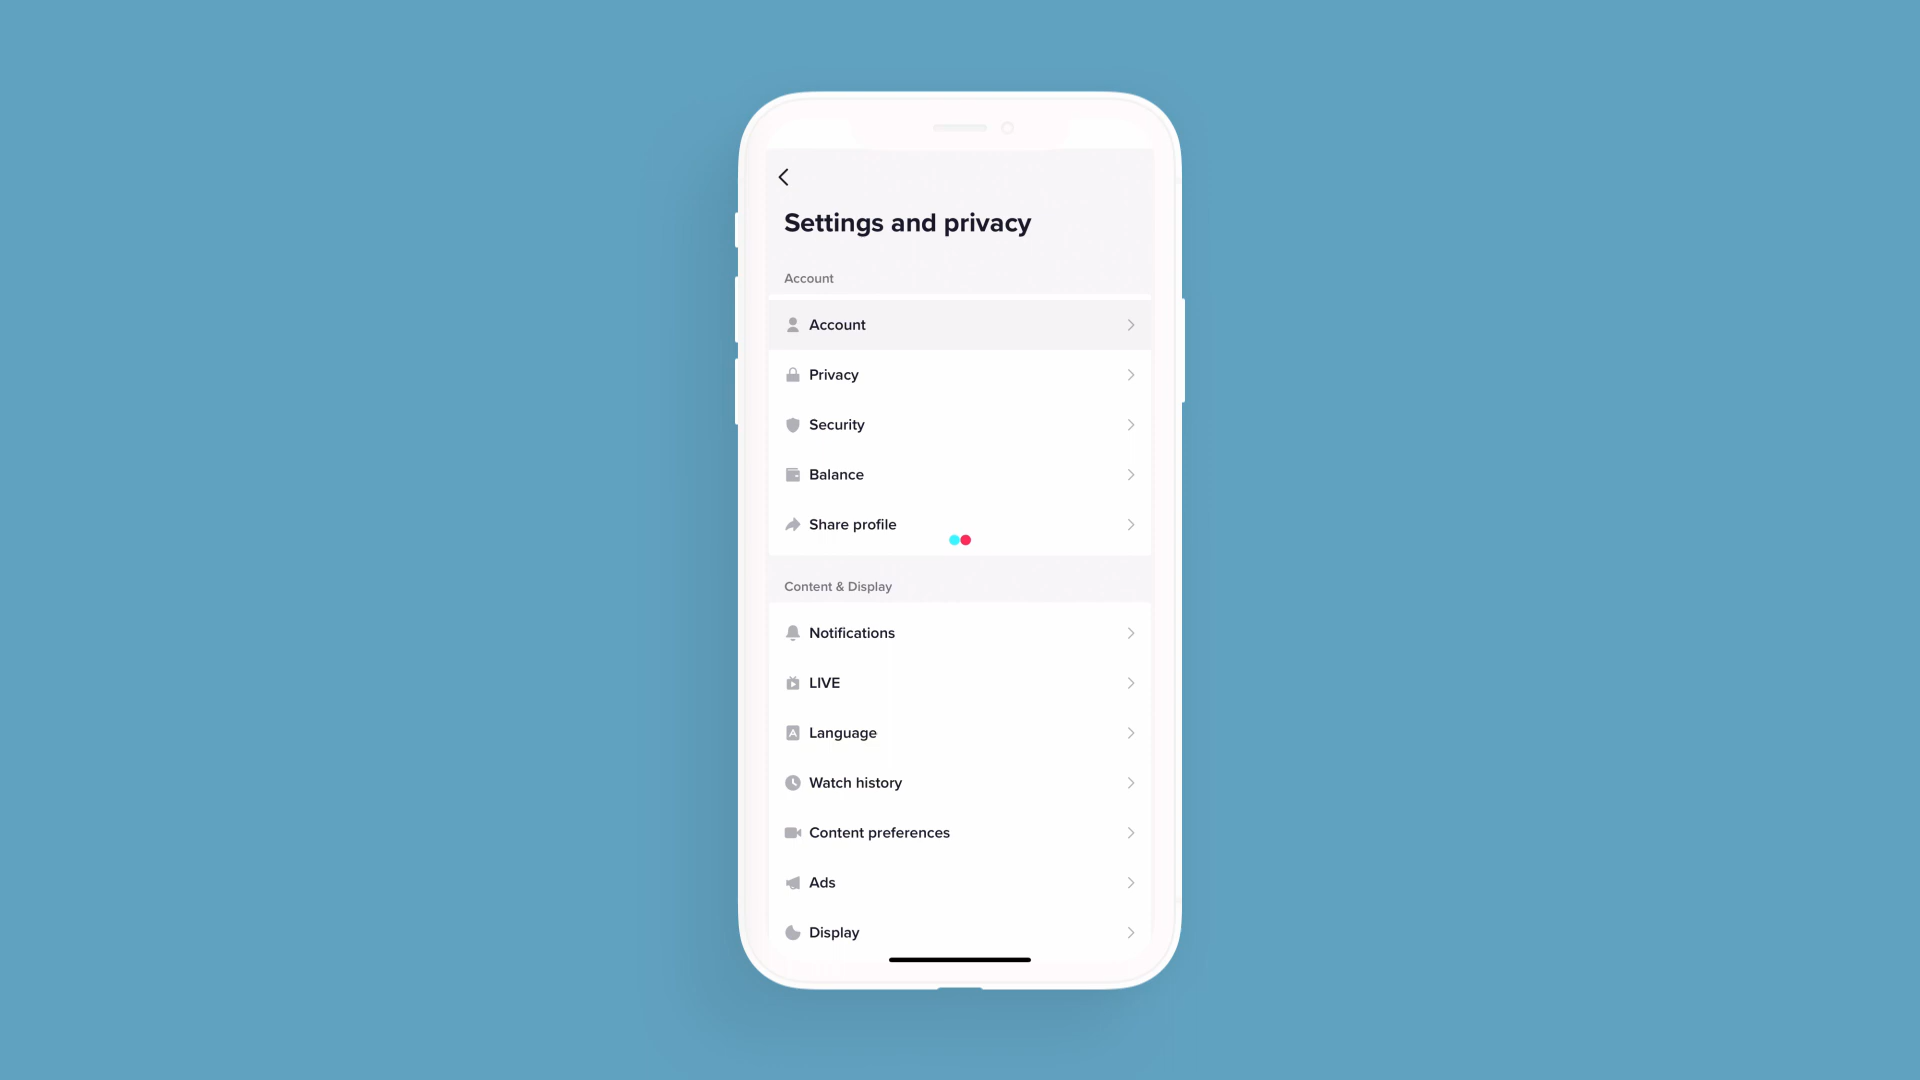 Settings and privacy
Account
Account
Privacy
Security
Balance
Share profile
Content & Display
Notifications
LIVE
Language
Watch history
Content preferences
Ads
Display